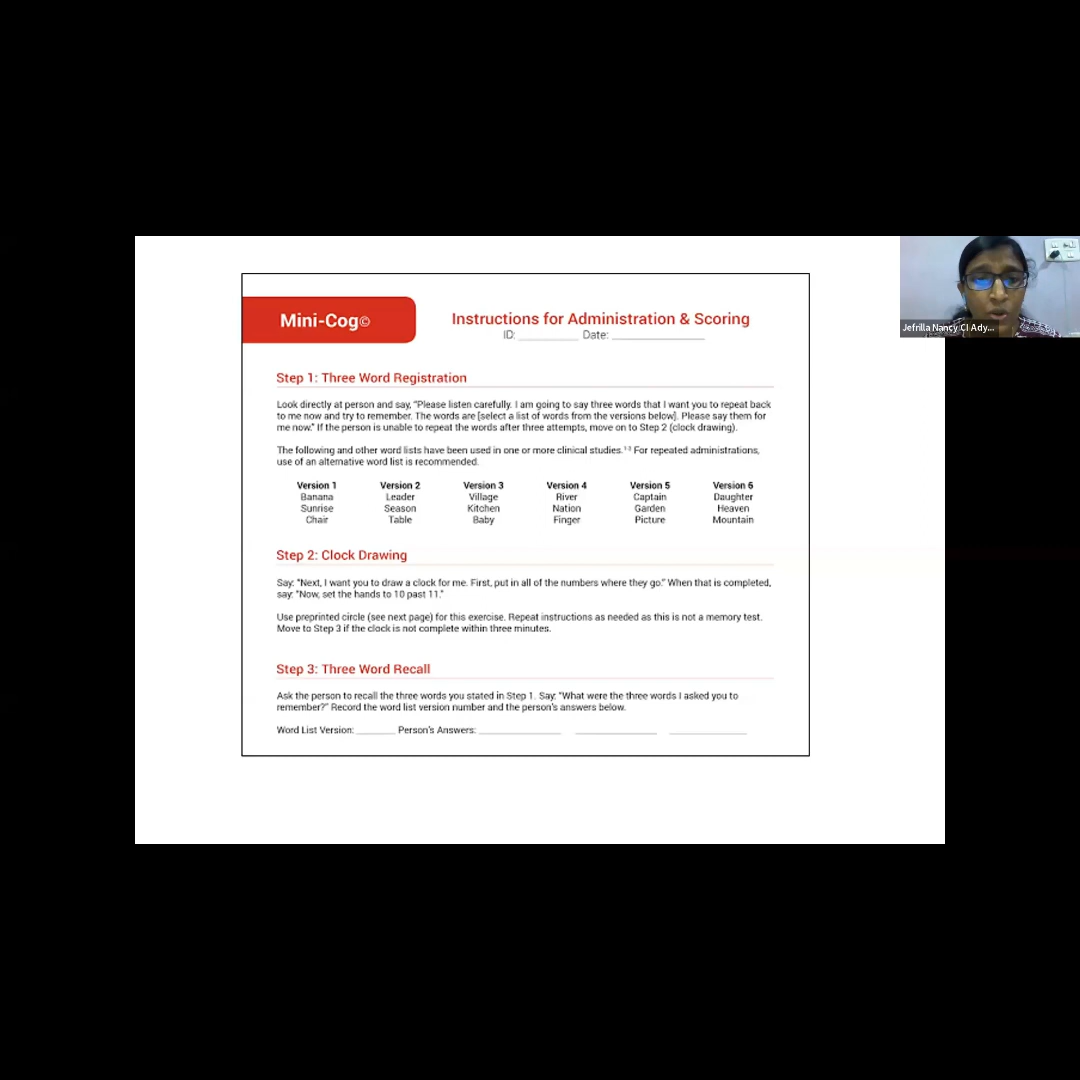 Mini-Cog©
Instructions for Administration & Scoring
ID: __________ Date: __________________
Step 1: Three Word Registration
Look directly at person and say, "Please listen carefully. I am going to say three words that I want you to repeat back
to me now and try to remember. The words are [select a list of words from the versions below]. Please say them for
me now." If the person is unable to repeat the words after three attempts, move on to Step 2 (clock drawing).
The following and other word lists have been used in one or more clinical studies.¹⁻³ For repeated administrations,
use of an alternative word list is recommended.
Version 1 Version 2 Version 3 Version 4 Version 5 Version 6
Banana Leader Village River Captain Daughter
Sunrise Season Kitchen Nation Garden Heaven
Chair Table Baby Finger Picture Mountain
Step 2: Clock Drawing
Say: "Next, I want you to draw a clock for me. First, put in all of the numbers where they go." When that is completed,
say: "Now, set the hands to 10 past 11."
Use preprinted circle (see next page) for this exercise. Repeat instructions as needed as this is not a memory test.
Move to Step 3 if the clock is not complete within three minutes.
Step 3: Three Word Recall
Ask the person to recall the three words you stated in Step 1. Say: "What were the three words I asked you to
remember?" Record the word list version number and the person's answers below.
Word List Version: _______ Person's Answers: _______________ _______________ _______________
Jefrilla Nancy CI Ady...